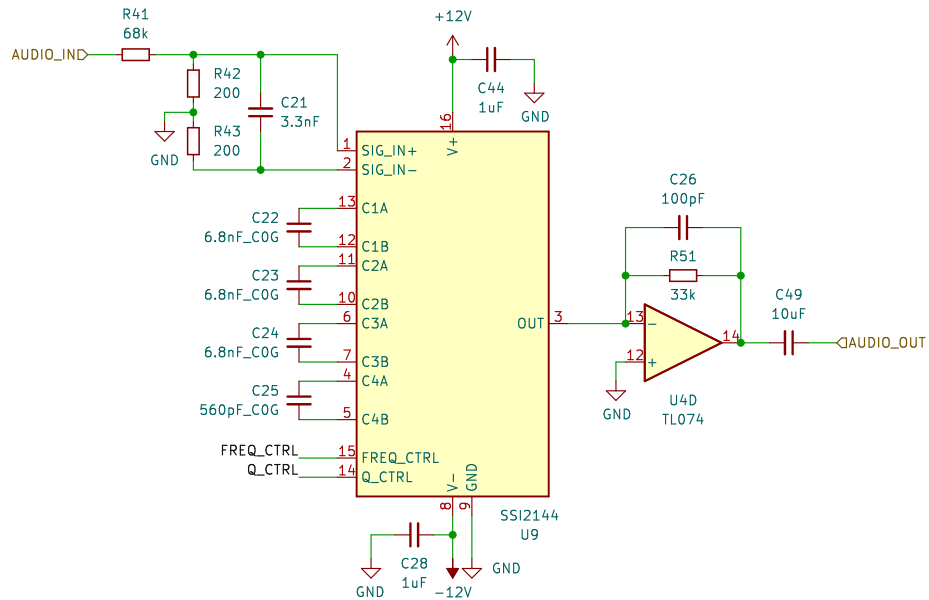 R41
68k
AUDIO_IN
R42
200
C21
3.3nF
R43
200
GND
+12V
C44
1uF
GND
16
V+
1
SIG_IN+
2
SIG_IN-
13
C1A
C22
6.8nF_C0G
12
C1B
11
C2A
C23
6.8nF_C0G
10
C2B
6
C3A
C24
6.8nF_C0G
7
C3B
4
C4A
C25
560pF_C0G
5
C4B
FREQ_CTRL
15
FREQ_CTRL
Q_CTRL
14
Q_CTRL
OUT
3
V-
GND
8
9
SSI2144
U9
C28
1uF
GND
-12V
GND
C26
100pF
R51
33k
13
-
12
+
14
GND
U4D
TL074
C49
10uF
AUDIO_OUT